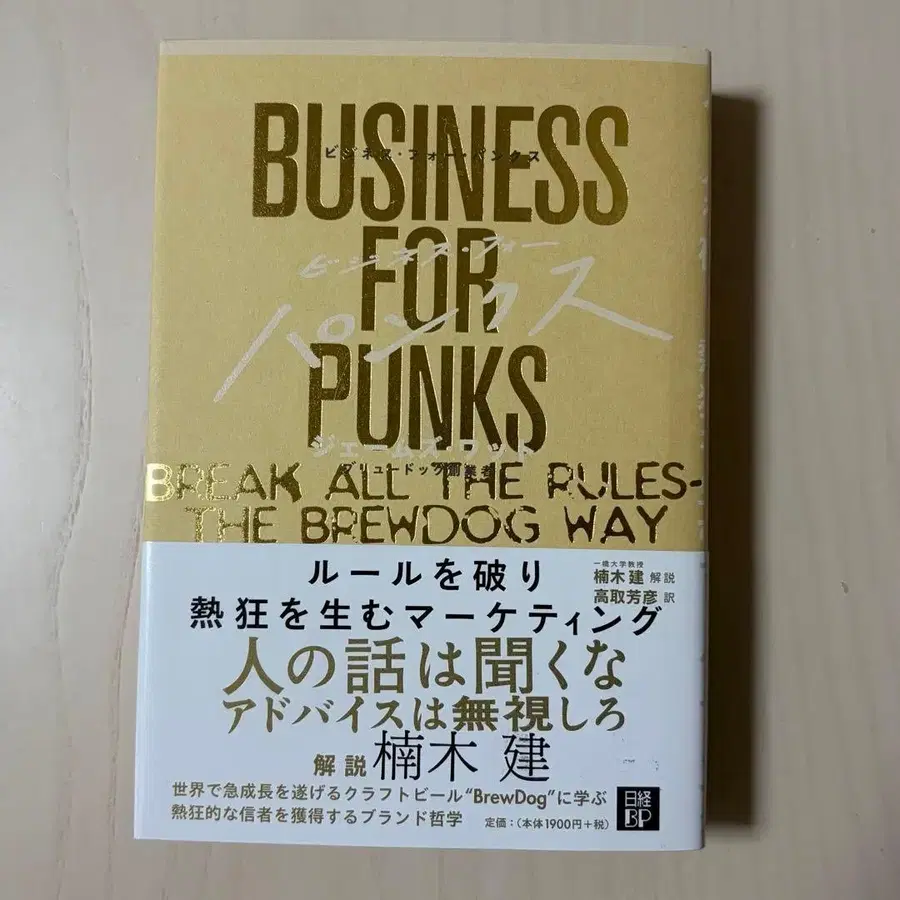 BUSINESS
ビジネス・フォー・パンクス
FOR
ビジネス・フォー
パンクス
PUNKS
ジェームズ・ワット
ブリュードッグ創業者
BREAK ALL THE RULES-
THE BREWDOG WAY
ルールを破り
熱狂を生むマーケティング
一橋大学教授
楠木建 解説
高取芳彦 訳
人の話は聞くな
アドバイスは無視しろ
解説 楠木 建
世界で急成長を遂げるクラフトビール“BrewDog”に学ぶ
熱狂的な信者を獲得するブランド哲学
定価：（本体1900円＋税）
日経
BP